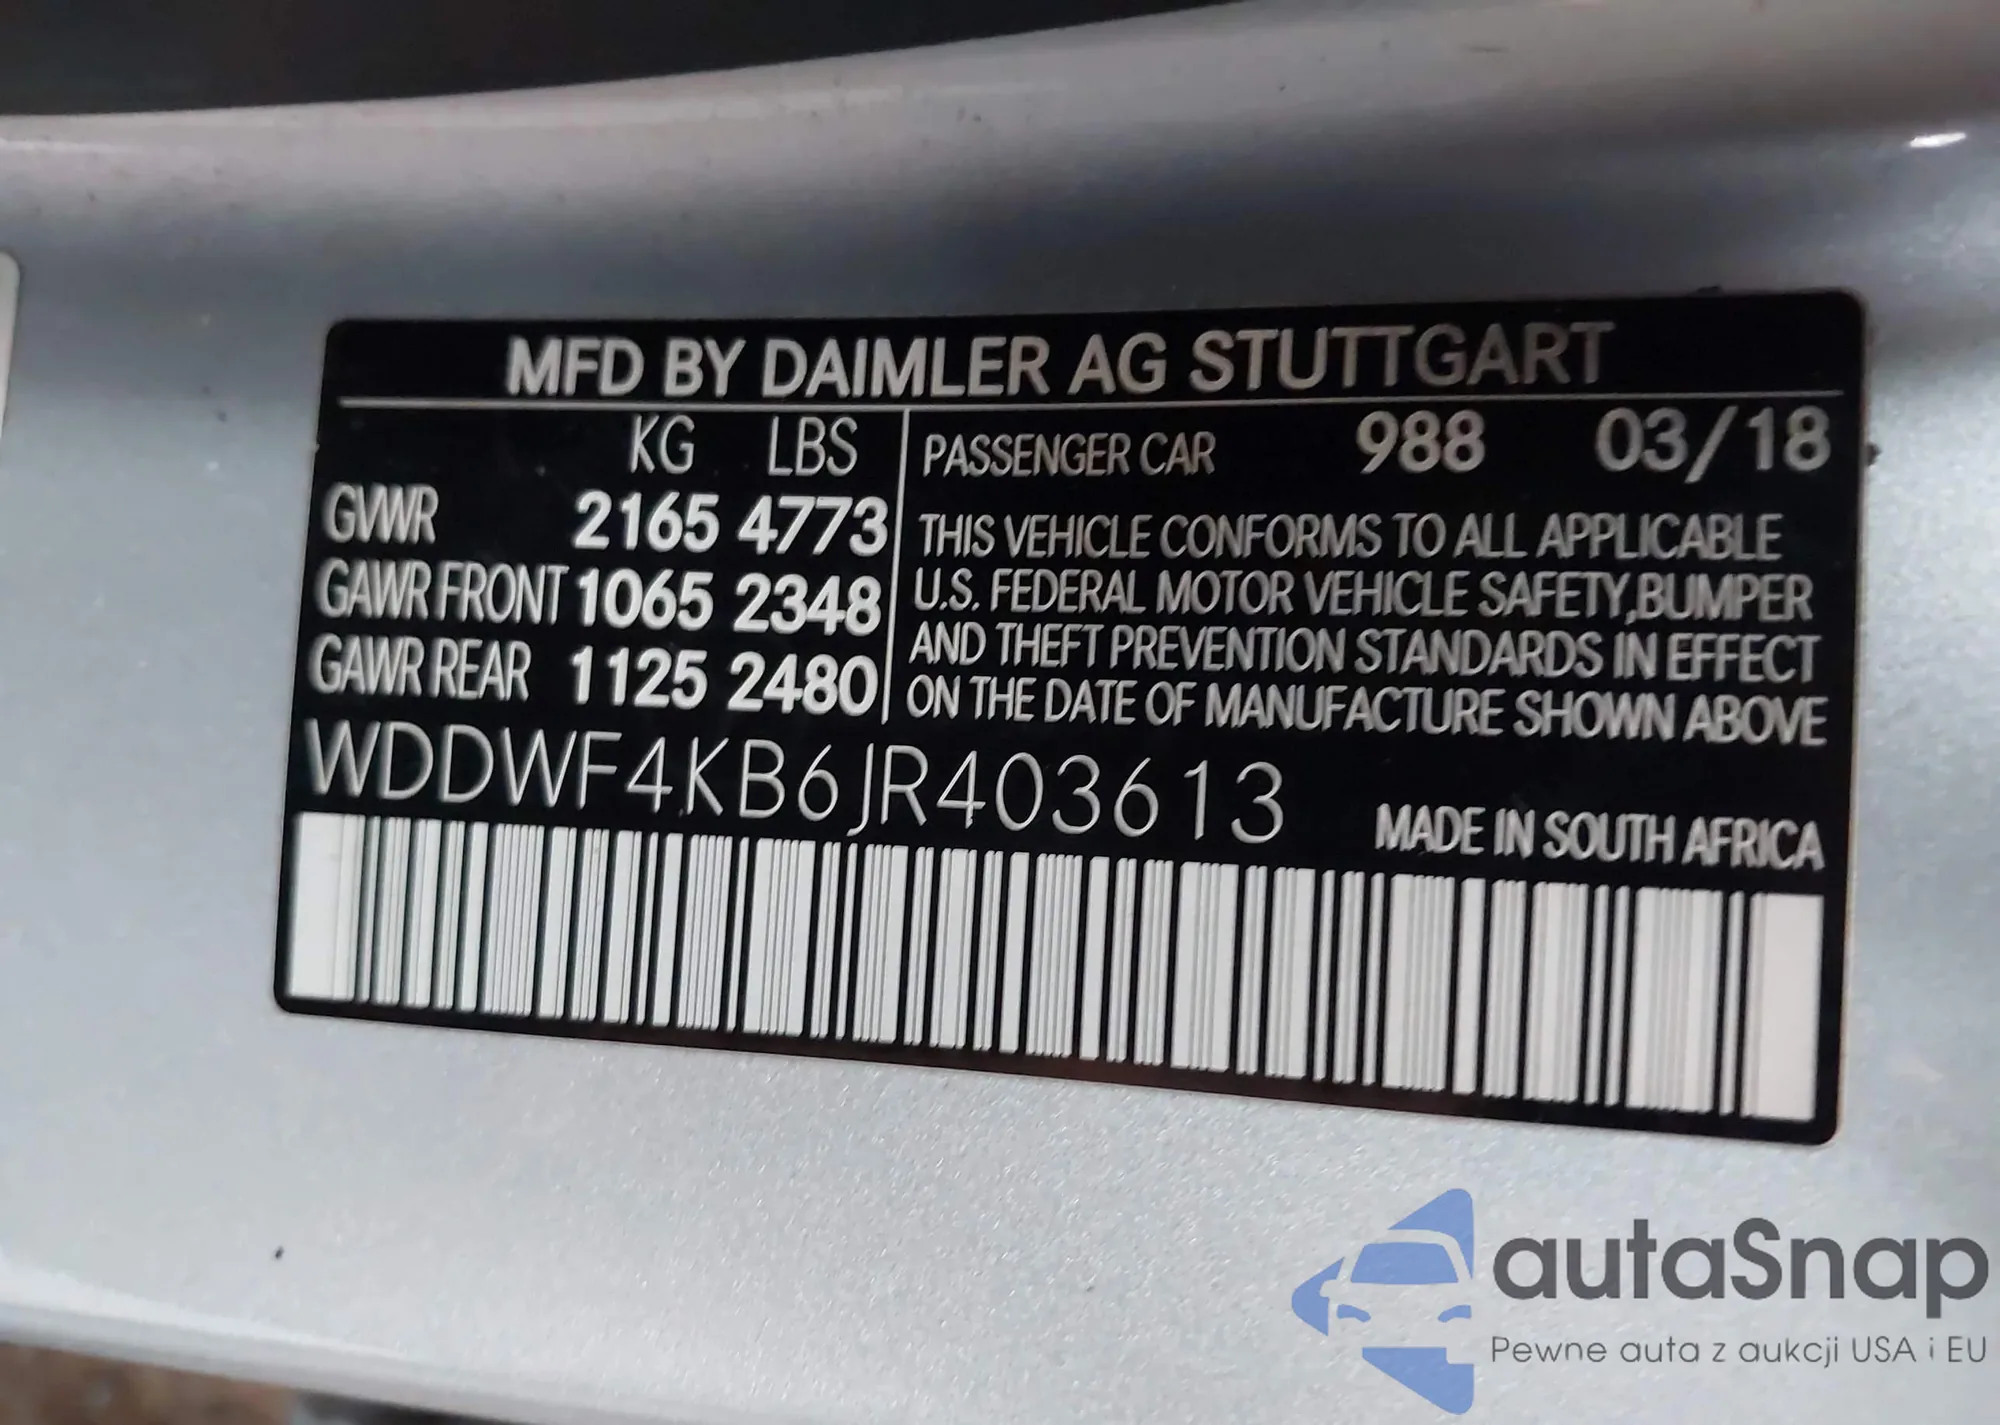 MFD BY DAIMLER AG STUTTGART
KG LBS
GVWR 2165 4773
GAWR FRONT 1065 2348
GAWR REAR 1125 2480
PASSENGER CAR 988 03/18
THIS VEHICLE CONFORMS TO ALL APPLICABLE
U.S. FEDERAL MOTOR VEHICLE SAFETY,BUMPER
AND THEFT PREVENTION STANDARDS IN EFFECT
ON THE DATE OF MANUFACTURE SHOWN ABOVE
WDDWF4KB6JR403613
MADE IN SOUTH AFRICA
autaSnap
Pewne auta z aukcji USA i EU